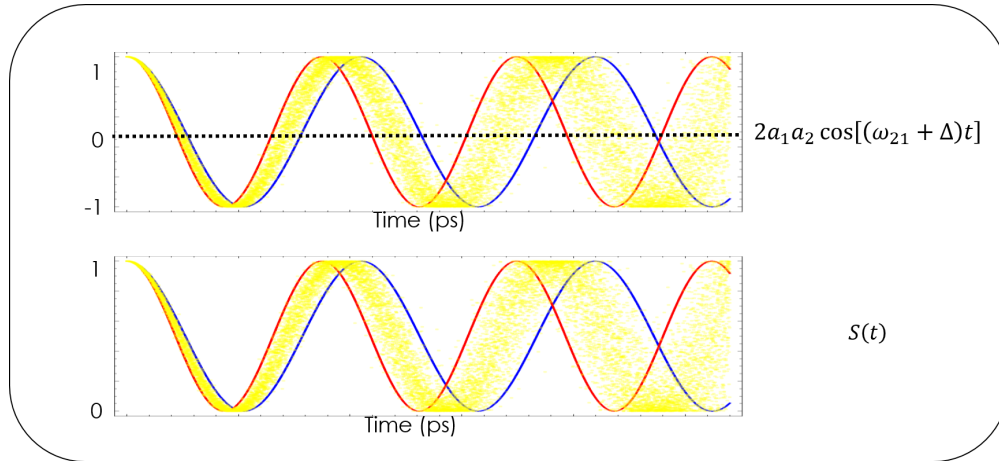 1
0
-1
2a₁a₂ cos[(ω₂₁ + Δ)t]
Time (ps)
1
0
S(t)
Time (ps)